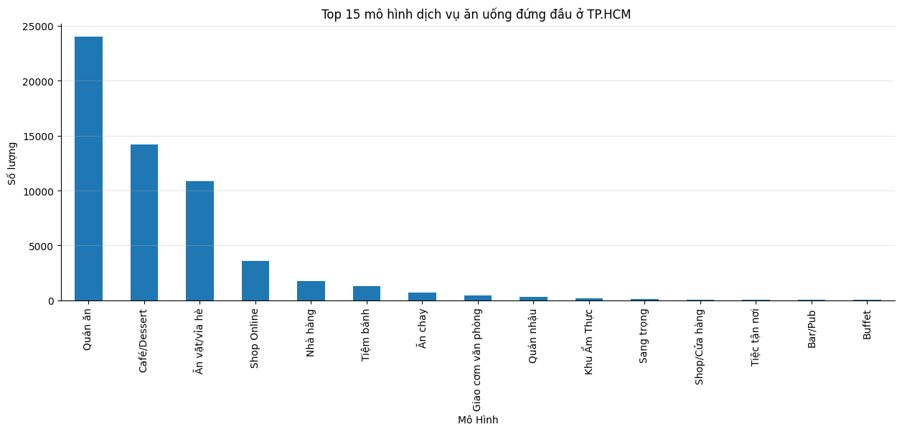 Top 15 mô hình dịch vụ ăn uống đứng đầu ở TP.HCM
Số lượng
25000
20000
15000
10000
5000
0
Quán ăn
Café/Dessert
Ăn vặt/vỉa hè
Shop Online
Nhà hàng
Tiệm bánh
Ăn chay
Giao cơm văn phòng
Quán nhậu
Khu Ẩm Thực
Sang trọng
Shop/Cửa hàng
Tiệc tận nơi
Bar/Pub
Buffet
Mô Hình